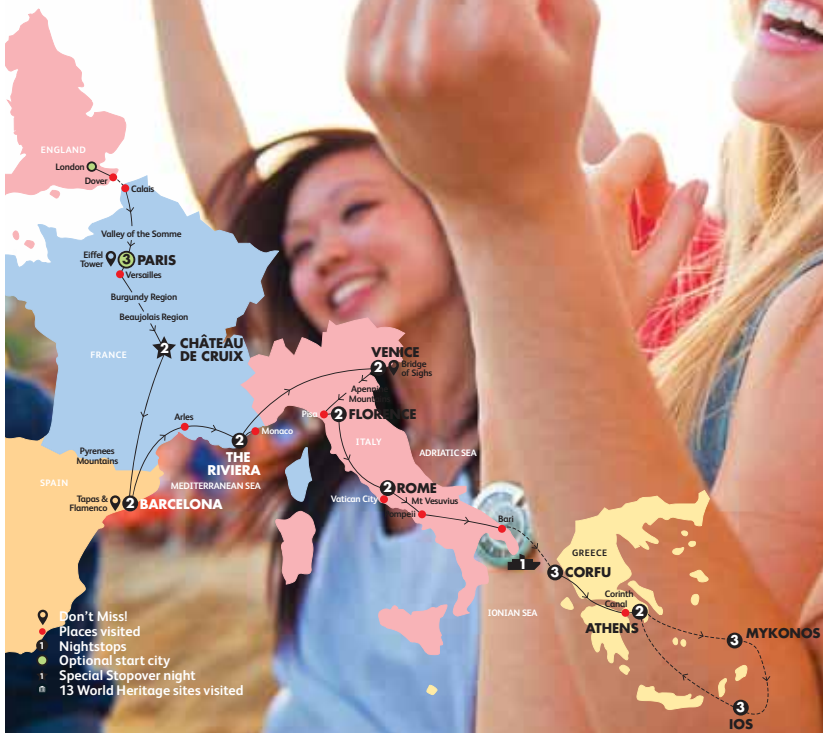 ENGLAND
London
Dover
Calais
Valley of the Somme
Eiffel
Tower
3 PARIS
Versailles
Burgundy Region
Beaujolais Region
FRANCE
2 CHÂTEAU
DE CRUIX
2
VENICE
Bridge
of Sighs
Pisa
2 FLORENCE
Arles
Monaco
2
THE
RIVIERA
ITALY
ADRIATIC SEA
Pyrenees
Mountains
SPAIN
MEDITERRANEAN SEA
Tapas &
Flamenco
2 BARCELONA
2 ROME
Vatican City
Mt Vesuvius
Bari
1
GREECE
3 CORFU
IONIAN SEA
Corinth
Canal
2
ATHENS
3 MYKONOS
3
IOS
Don't Miss!
Places visited
1 Nightstops
Optional start city
1 Special Stopover night
13 World Heritage sites visited